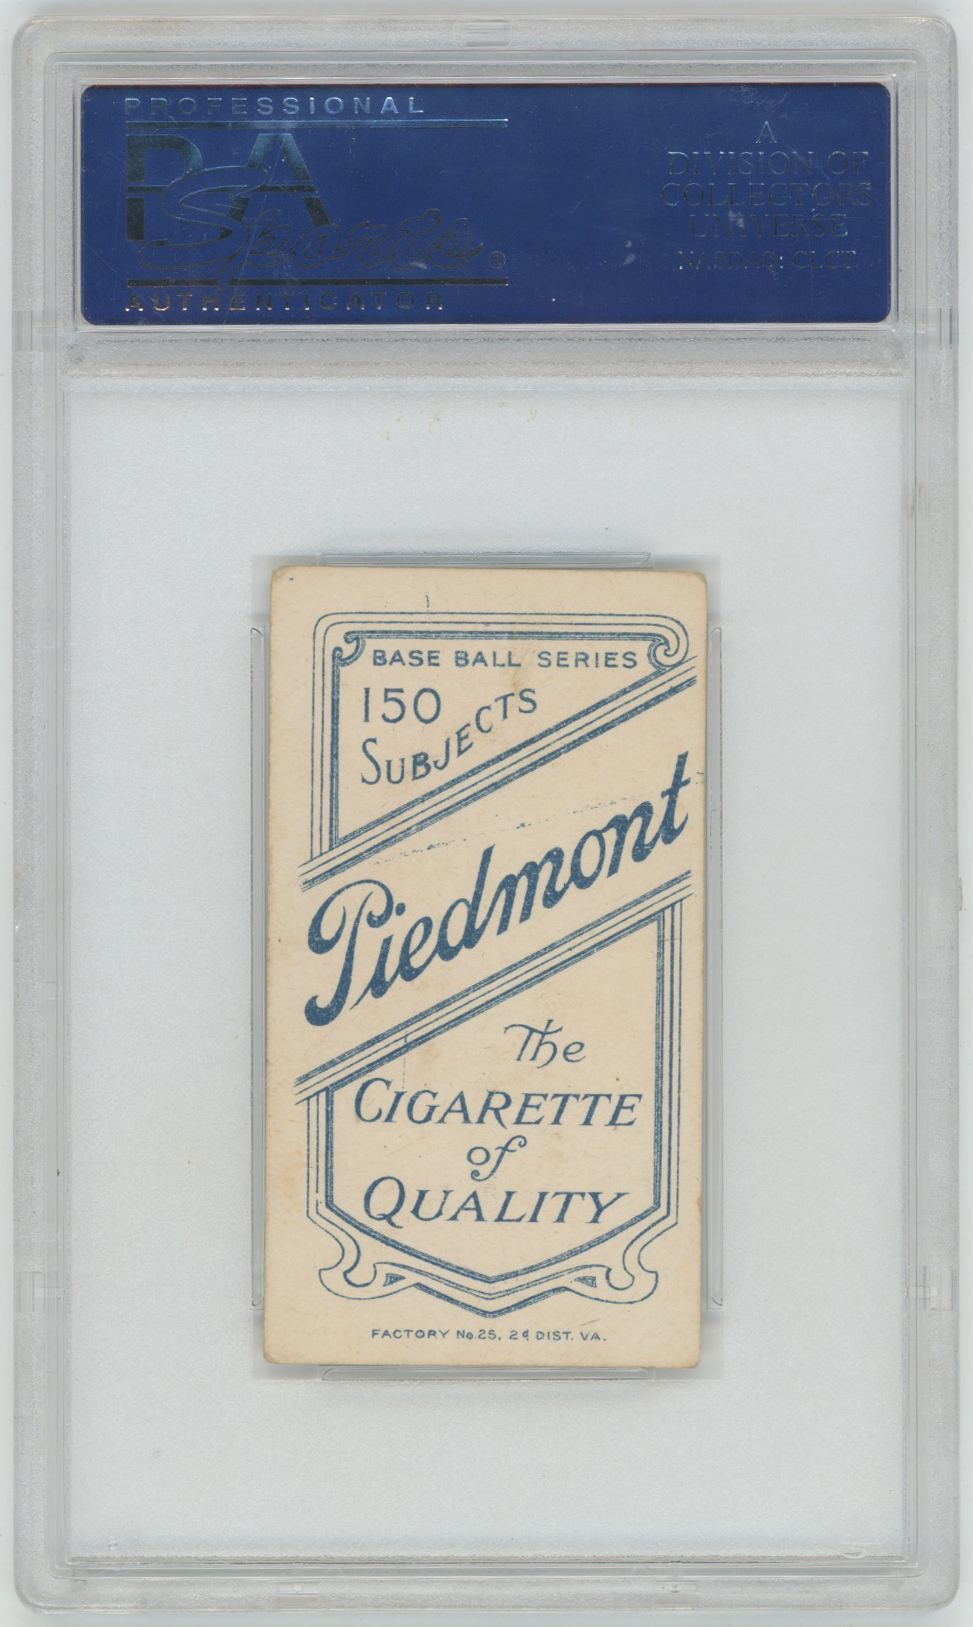 PROFESSIONAL
PSA
Sports
AUTHENTICATOR
A
DIVISION OF
COLLECTORS
UNIVERSE
NASDAQ: CLCT
BASE BALL SERIES
150
SUBJECTS
Piedmont
The
CIGARETTE
of
QUALITY
FACTORY No. 25, 2d DIST. VA.